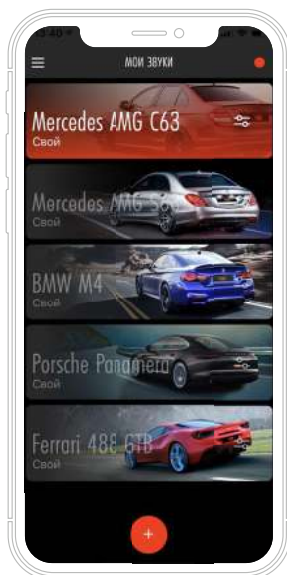 МОИ ЗВУКИ
Mercedes AMG C63
Свой
Mercedes AMG
Свой
BMW M4
Свой
Porsche Panamera
Свой
Ferrari 488 GTB
Свой
+